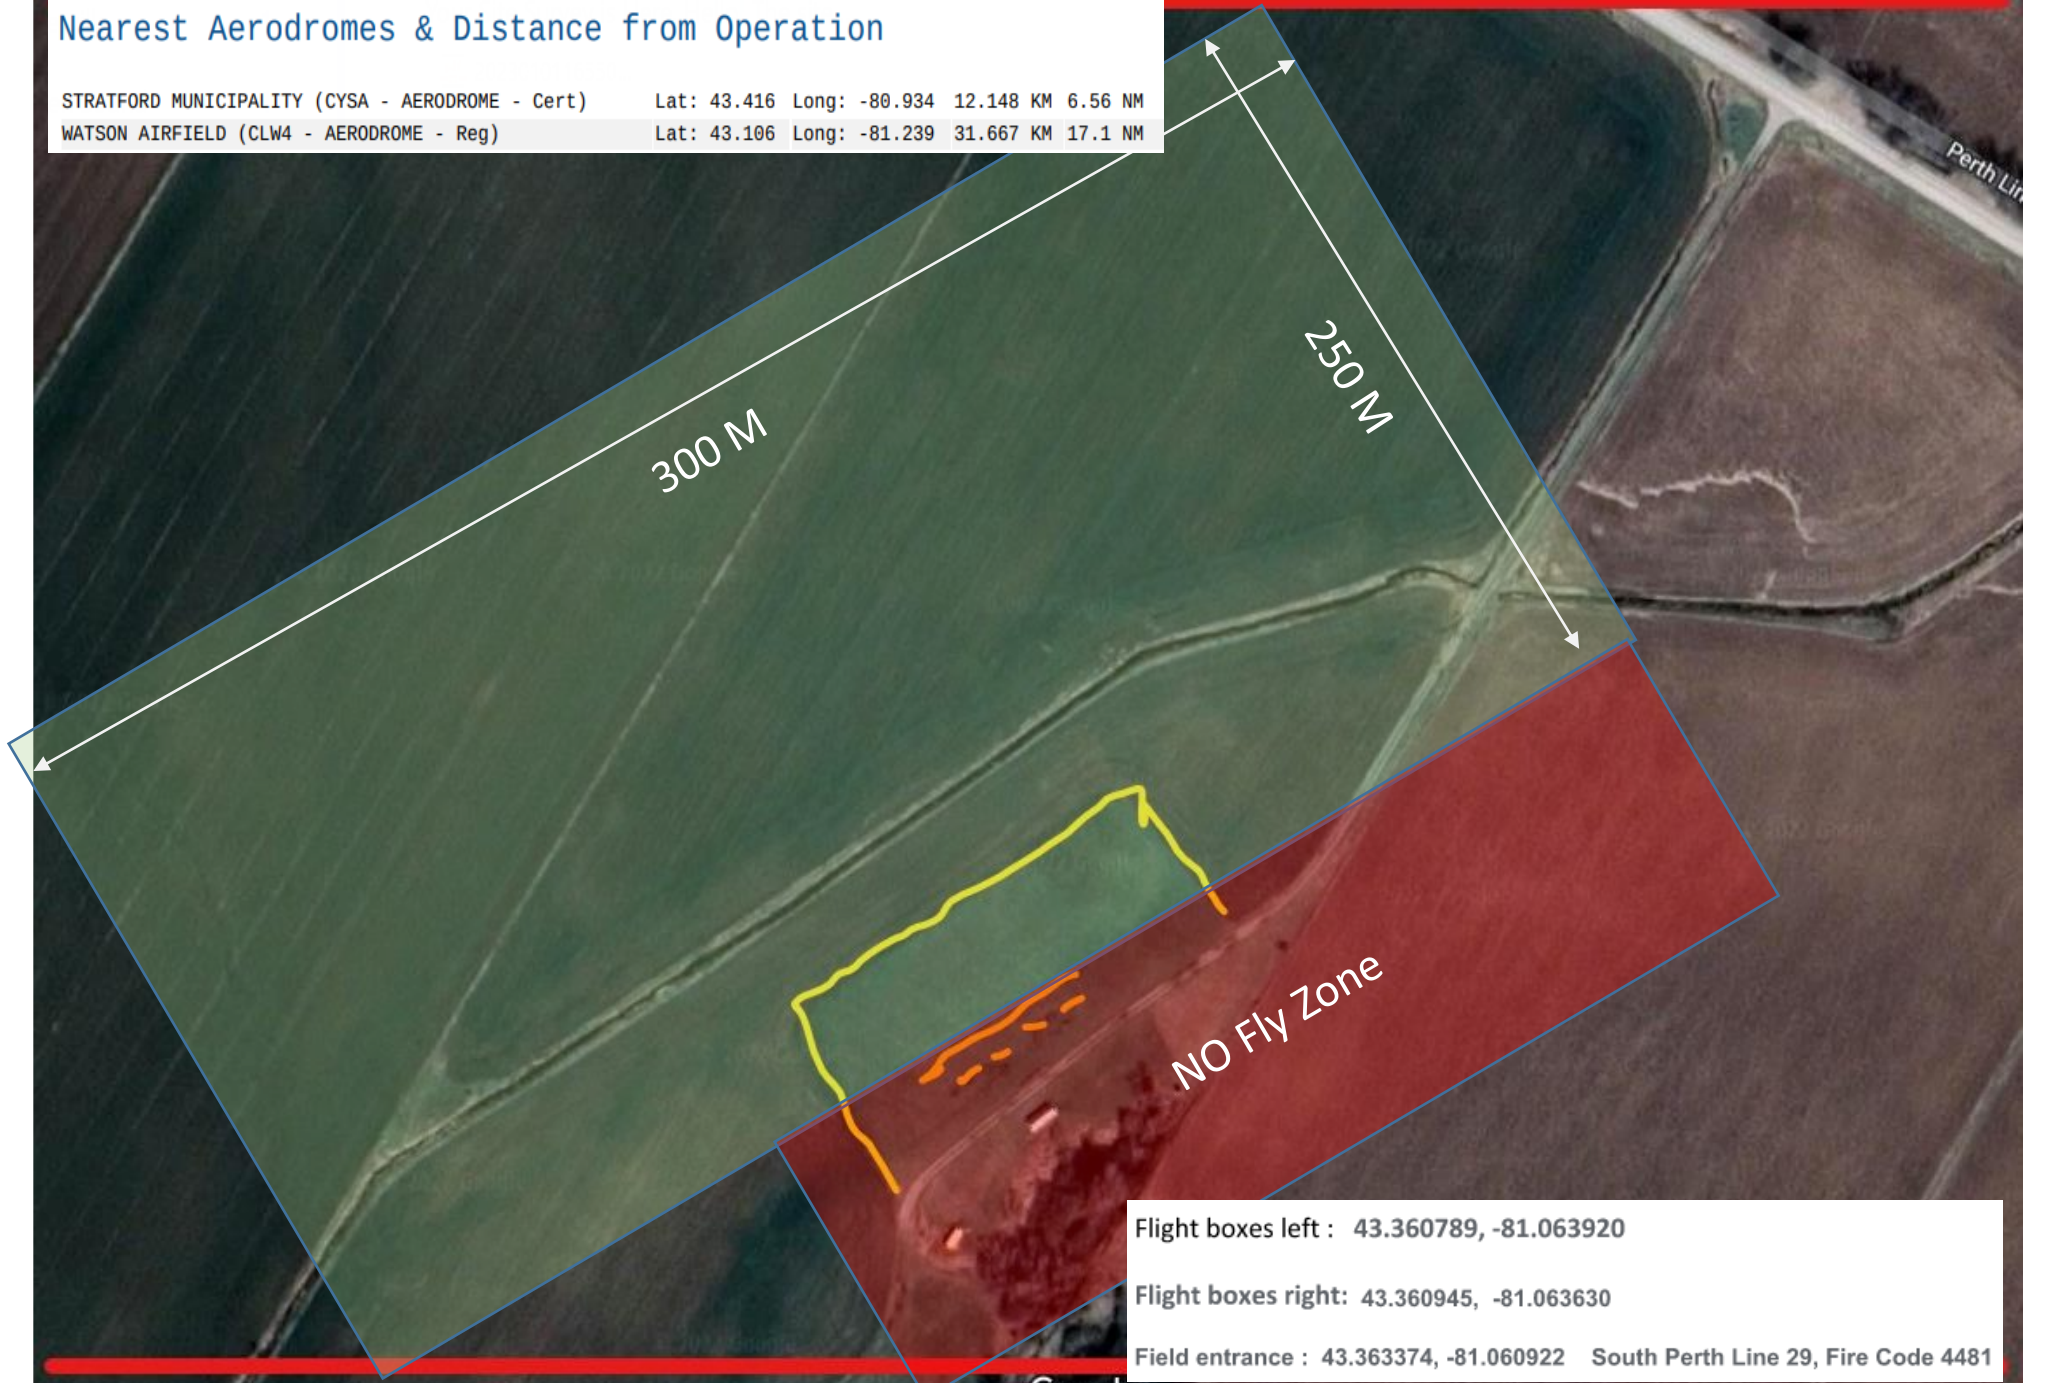 Nearest Aerodromes & Distance from Operation
STRATFORD MUNICIPALITY (CYSA - AERODROME - Cert) Lat: 43.416 Long: -80.934 12.148 KM 6.56 NM
WATSON AIRFIELD (CLW4 - AERODROME - Reg) Lat: 43.106 Long: -81.239 31.667 KM 17.1 NM
Perth Lin
250 M
300 M
NO Fly Zone
Flight boxes left : 43.360789, -81.063920
Flight boxes right: 43.360945, -81.063630
Field entrance : 43.363374, -81.060922 South Perth Line 29, Fire Code 4481